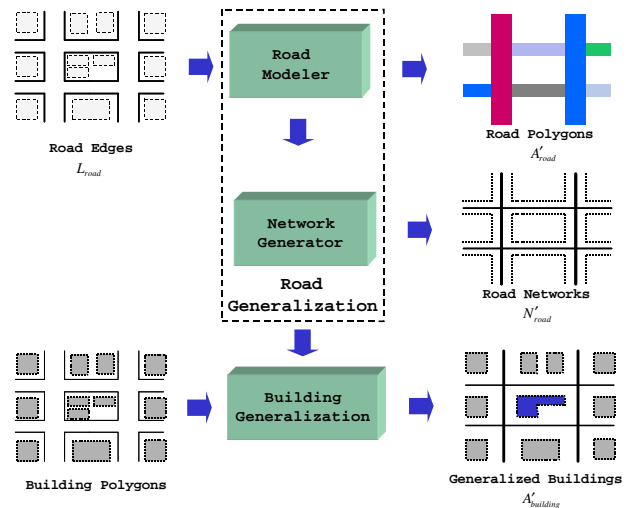 Road
Modeler
Road Edges
L_road
Road Polygons
A′_road
Network
Generator
Road
Generalization
Road Networks
N′_road
Building
Generalization
Building Polygons
Generalized Buildings
A′_building